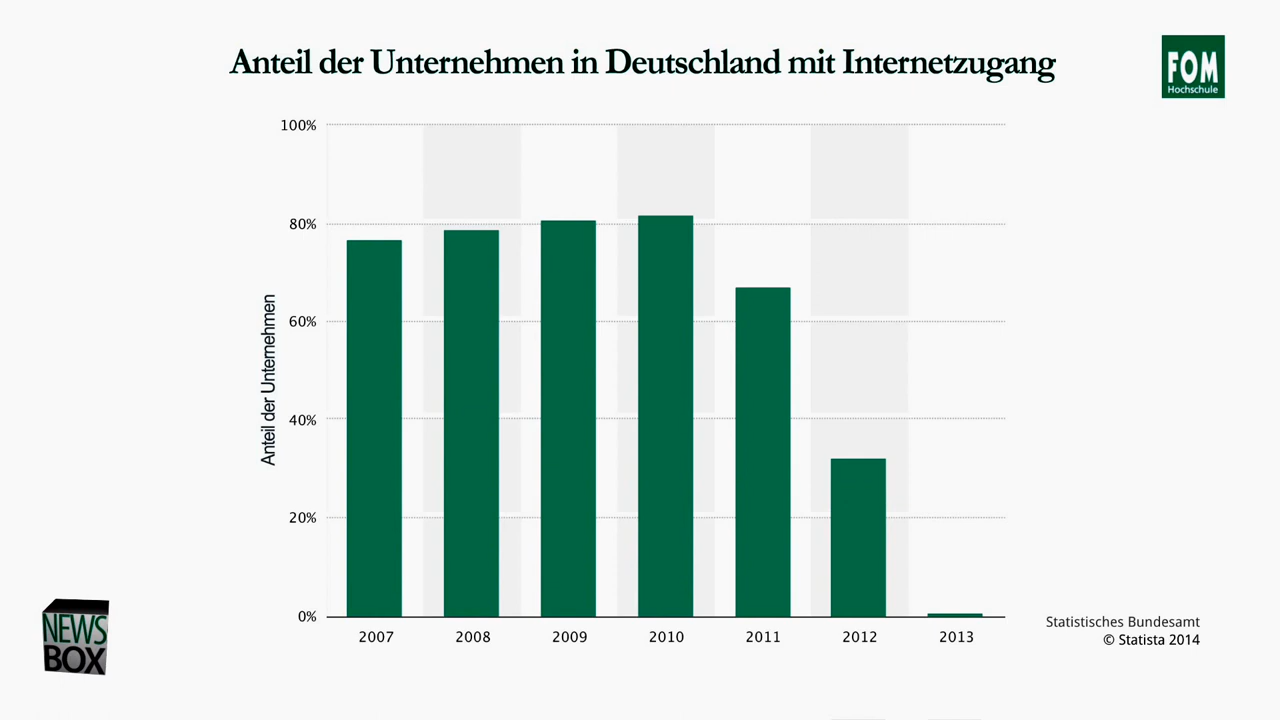 Anteil der Unternehmen in Deutschland mit Internetzugang
FOM
Hochschule
100%
80%
60%
40%
20%
0%
Anteil der Unternehmen
2007 2008 2009 2010 2011 2012 2013
Statistisches Bundesamt
© Statista 2014
NEWS
BOX